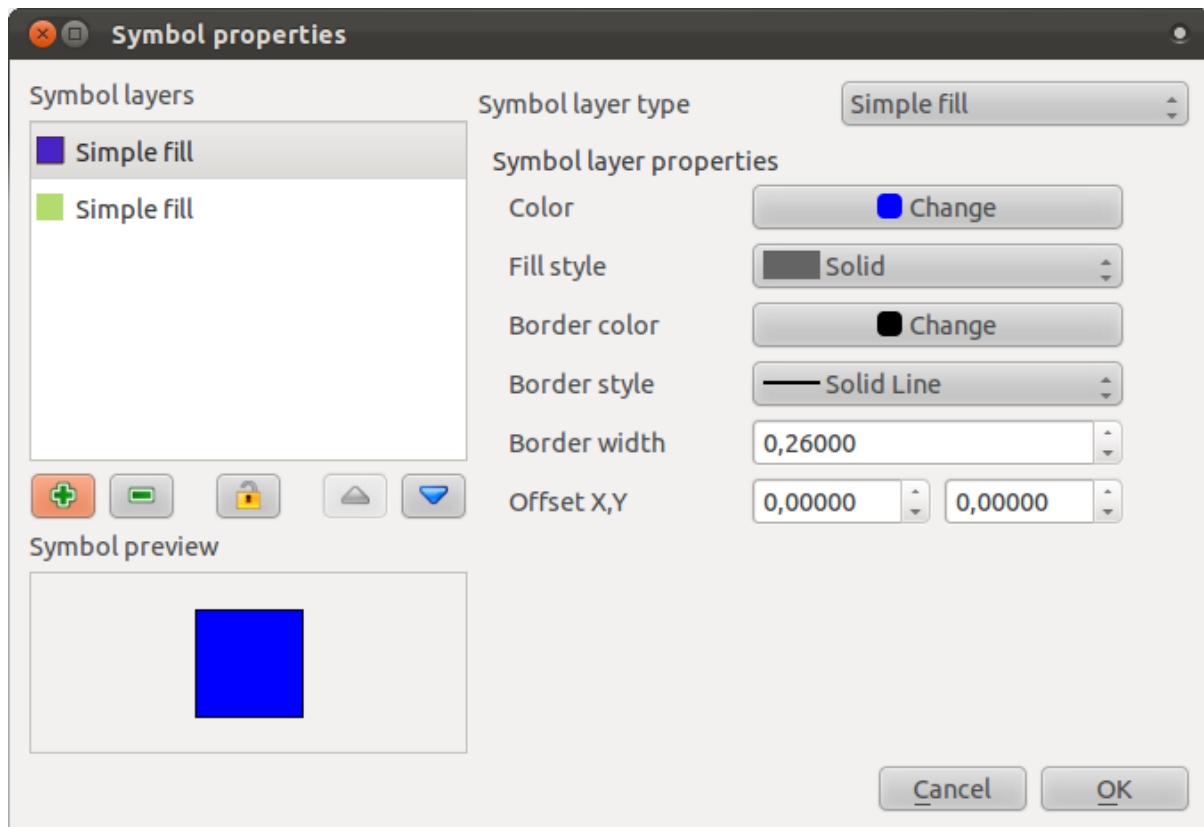 Symbol properties
Symbol layers
Simple fill
Simple fill
Symbol preview
Symbol layer type Simple fill
Symbol layer properties
Color Change
Fill style Solid
Border color Change
Border style Solid Line
Border width 0,26000
Offset X,Y 0,00000 0,00000
Cancel OK